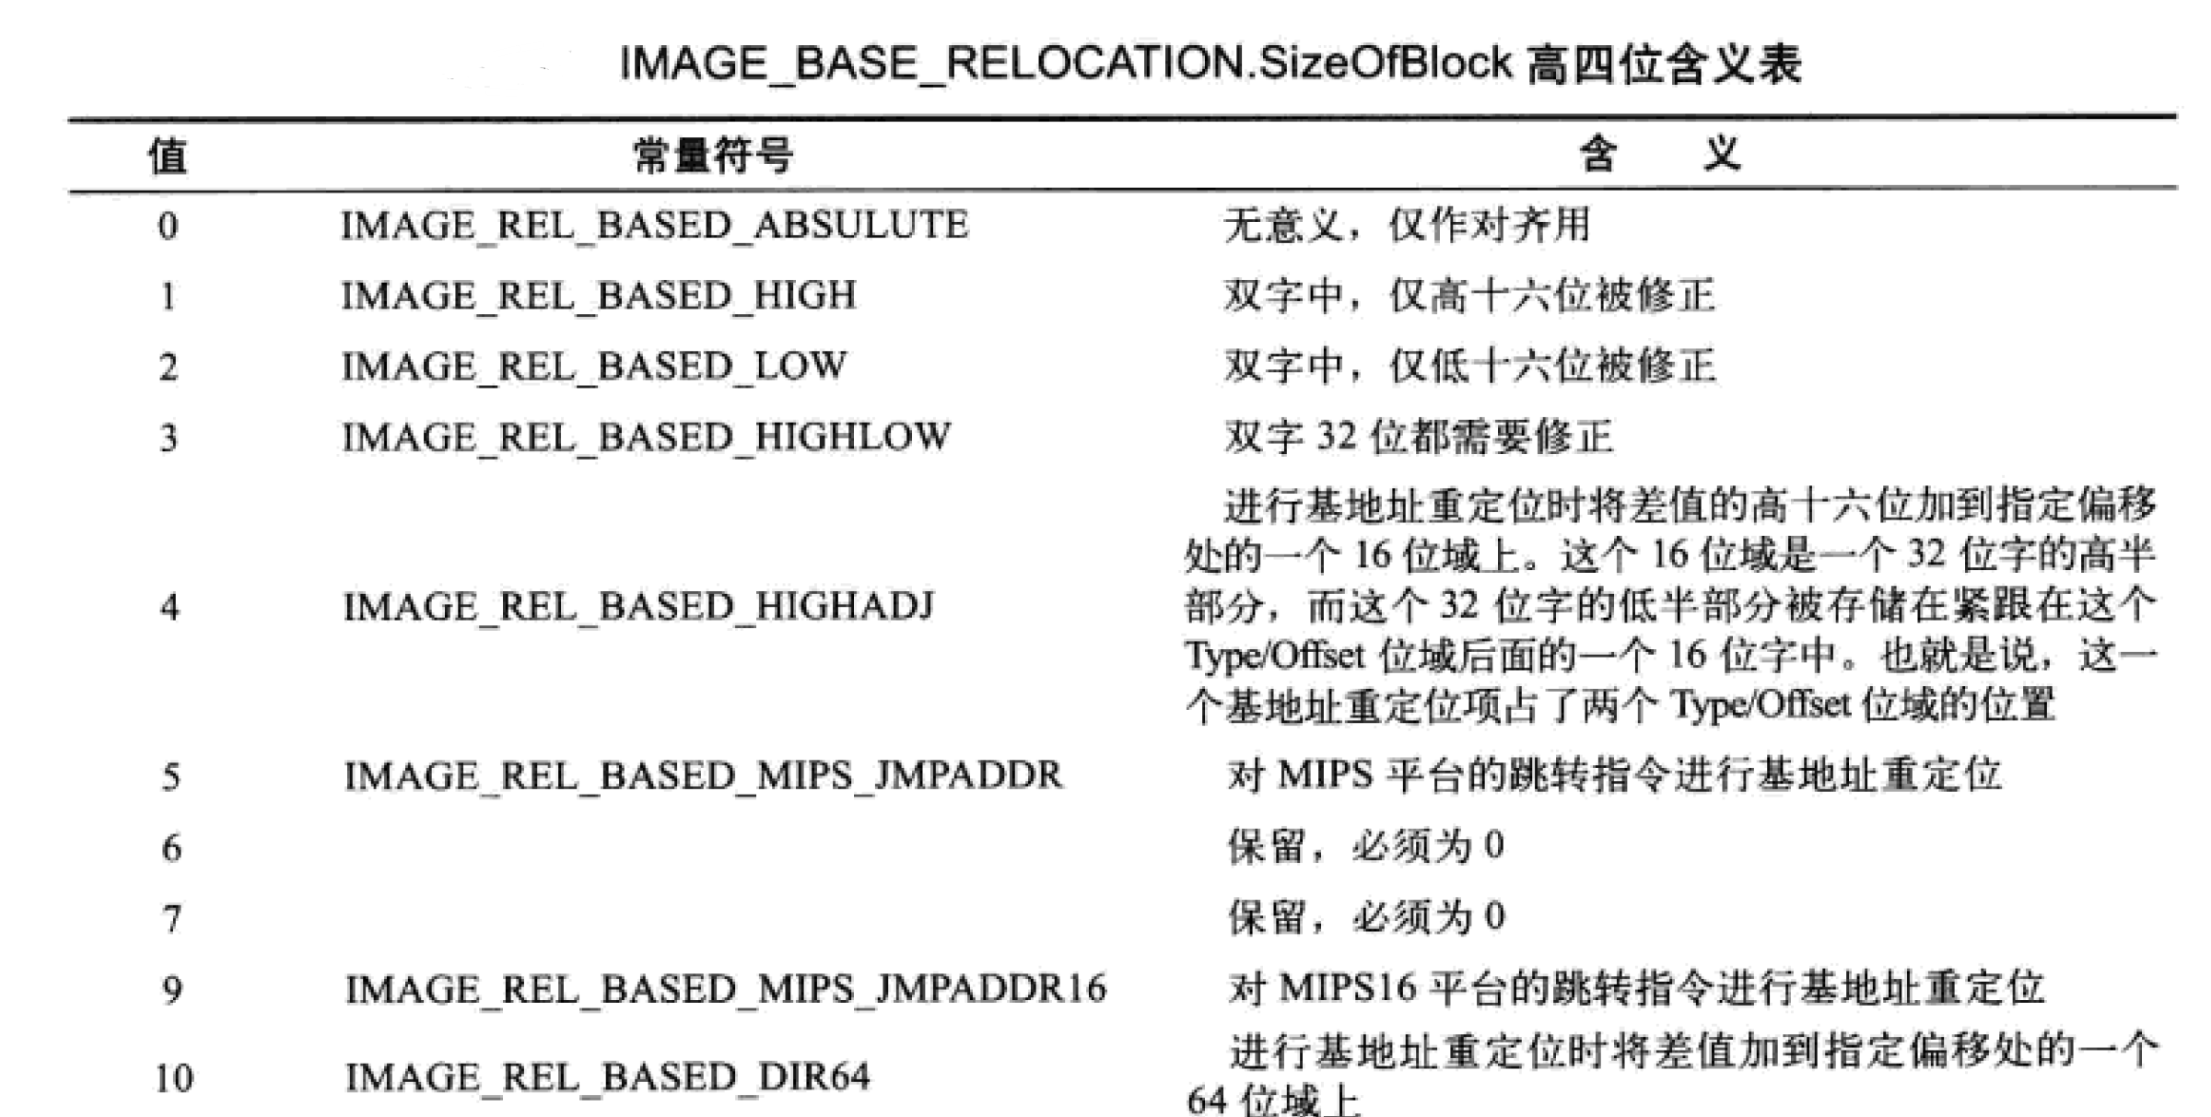 IMAGE_BASE_RELOCATION.SizeOfBlock 高四位含义表
值 常量符号 含 义
0 IMAGE_REL_BASED_ABSULUTE 无意义，仅作对齐用
1 IMAGE_REL_BASED_HIGH 双字中，仅高十六位被修正
2 IMAGE_REL_BASED_LOW 双字中，仅低十六位被修正
3 IMAGE_REL_BASED_HIGHLOW 双字 32 位都需要修正
进行基地址重定位时将差值的高十六位加到指定偏移
处的一个 16 位域上。这个 16 位域是一个 32 位字的高半
4 IMAGE_REL_BASED_HIGHADJ 部分，而这个 32 位字的低半部分被存储在紧跟在这个
Type/Offset 位域后面的一个 16 位字中。也就是说，这一
个基地址重定位项占了两个 Type/Offset 位域的位置
5 IMAGE_REL_BASED_MIPS_JMPADDR 对 MIPS 平台的跳转指令进行基地址重定位
6 保留，必须为 0
7 保留，必须为 0
9 IMAGE_REL_BASED_MIPS_JMPADDR16 对 MIPS16 平台的跳转指令进行基地址重定位
进行基地址重定位时将差值加到指定偏移处的一个
10 IMAGE_REL_BASED_DIR64
64 位域上